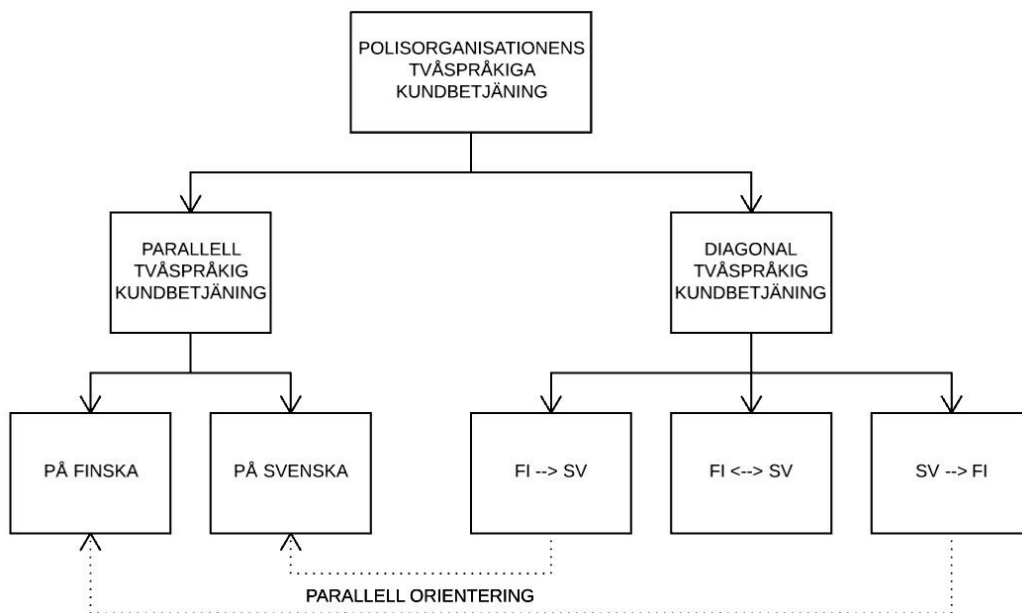 POLISORGANISATIONENS
TVÅSPRÅKIGA
KUNDBETJÄNING
PARALLELL
TVÅSPRÅKIG
KUNDBETJÄNING
DIAGONAL
TVÅSPRÅKIG
KUNDBETJÄNING
PÅ FINSKA
PÅ SVENSKA
FI --> SV
FI <--> SV
SV --> FI
PARALLELL ORIENTERING